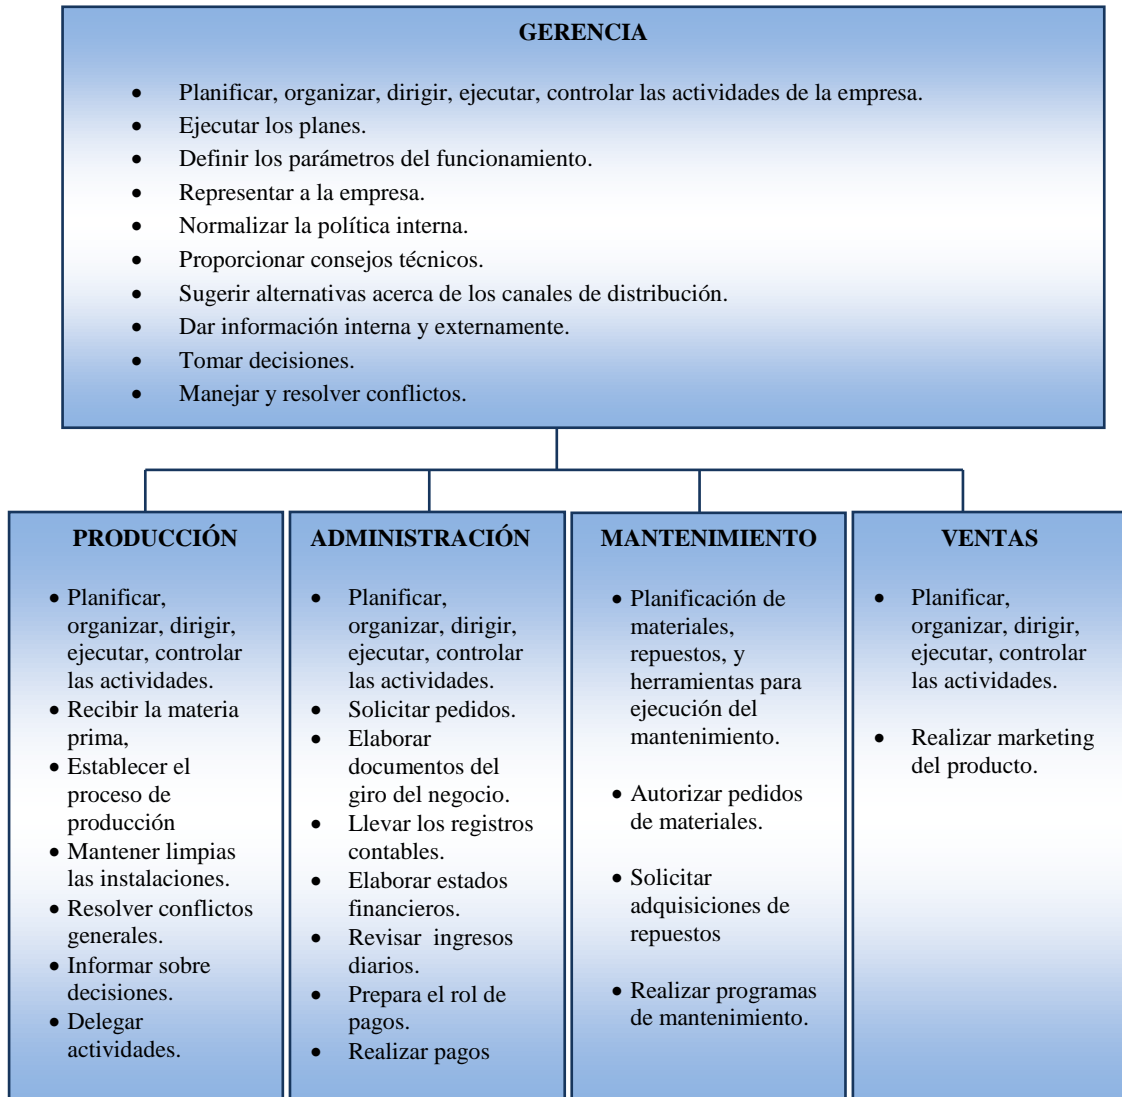 GERENCIA
• Planificar, organizar, dirigir, ejecutar, controlar las actividades de la empresa.
• Ejecutar los planes.
• Definir los parámetros del funcionamiento.
• Representar a la empresa.
• Normalizar la política interna.
• Proporcionar consejos técnicos.
• Sugerir alternativas acerca de los canales de distribución.
• Dar información interna y externamente.
• Tomar decisiones.
• Manejar y resolver conflictos.
PRODUCCIÓN
• Planificar,
organizar, dirigir,
ejecutar, controlar
las actividades.
• Recibir la materia
prima,
• Establecer el
proceso de
producción
• Mantener limpias
las instalaciones.
• Resolver conflictos
generales.
• Informar sobre
decisiones.
• Delegar
actividades.
ADMINISTRACIÓN
• Planificar,
organizar, dirigir,
ejecutar, controlar
las actividades.
• Solicitar pedidos.
• Elaborar
documentos del
giro del negocio.
• Llevar los registros
contables.
• Elaborar estados
financieros.
• Revisar ingresos
diarios.
• Prepara el rol de
pagos.
• Realizar pagos
MANTENIMIENTO
• Planificación de
materiales,
repuestos, y
herramientas para
ejecución del
mantenimiento.
• Autorizar pedidos
de materiales.
• Solicitar
adquisiciones de
repuestos
• Realizar programas
de mantenimiento.
VENTAS
• Planificar,
organizar, dirigir,
ejecutar, controlar
las actividades.
• Realizar marketing
del producto.